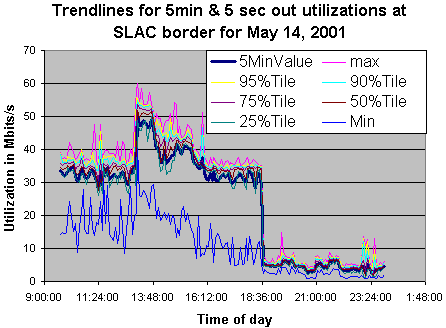 Trendlines for 5min & 5 sec out utilizations at
SLAC border for May 14, 2001
5MinValue max
95%Tile 90%Tile
75%Tile 50%Tile
25%Tile Min
Utilization in Mbits/s
70
60
50
40
30
20
10
0
9:00:00 11:24:00 13:48:00 16:12:00 18:36:00 21:00:00 23:24:00 1:48:00
Time of day